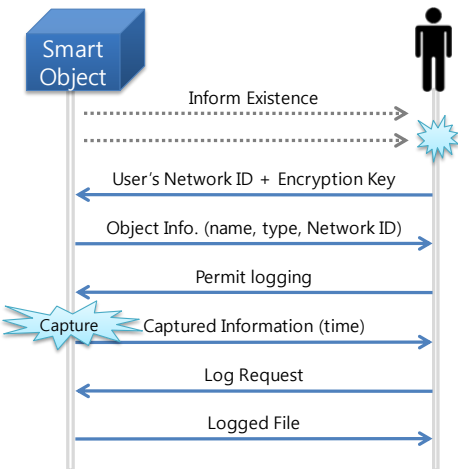 Smart
Object
Inform Existence
User's Network ID + Encryption Key
Object Info. (name, type, Network ID)
Permit logging
Capture
Captured Information (time)
Log Request
Logged File